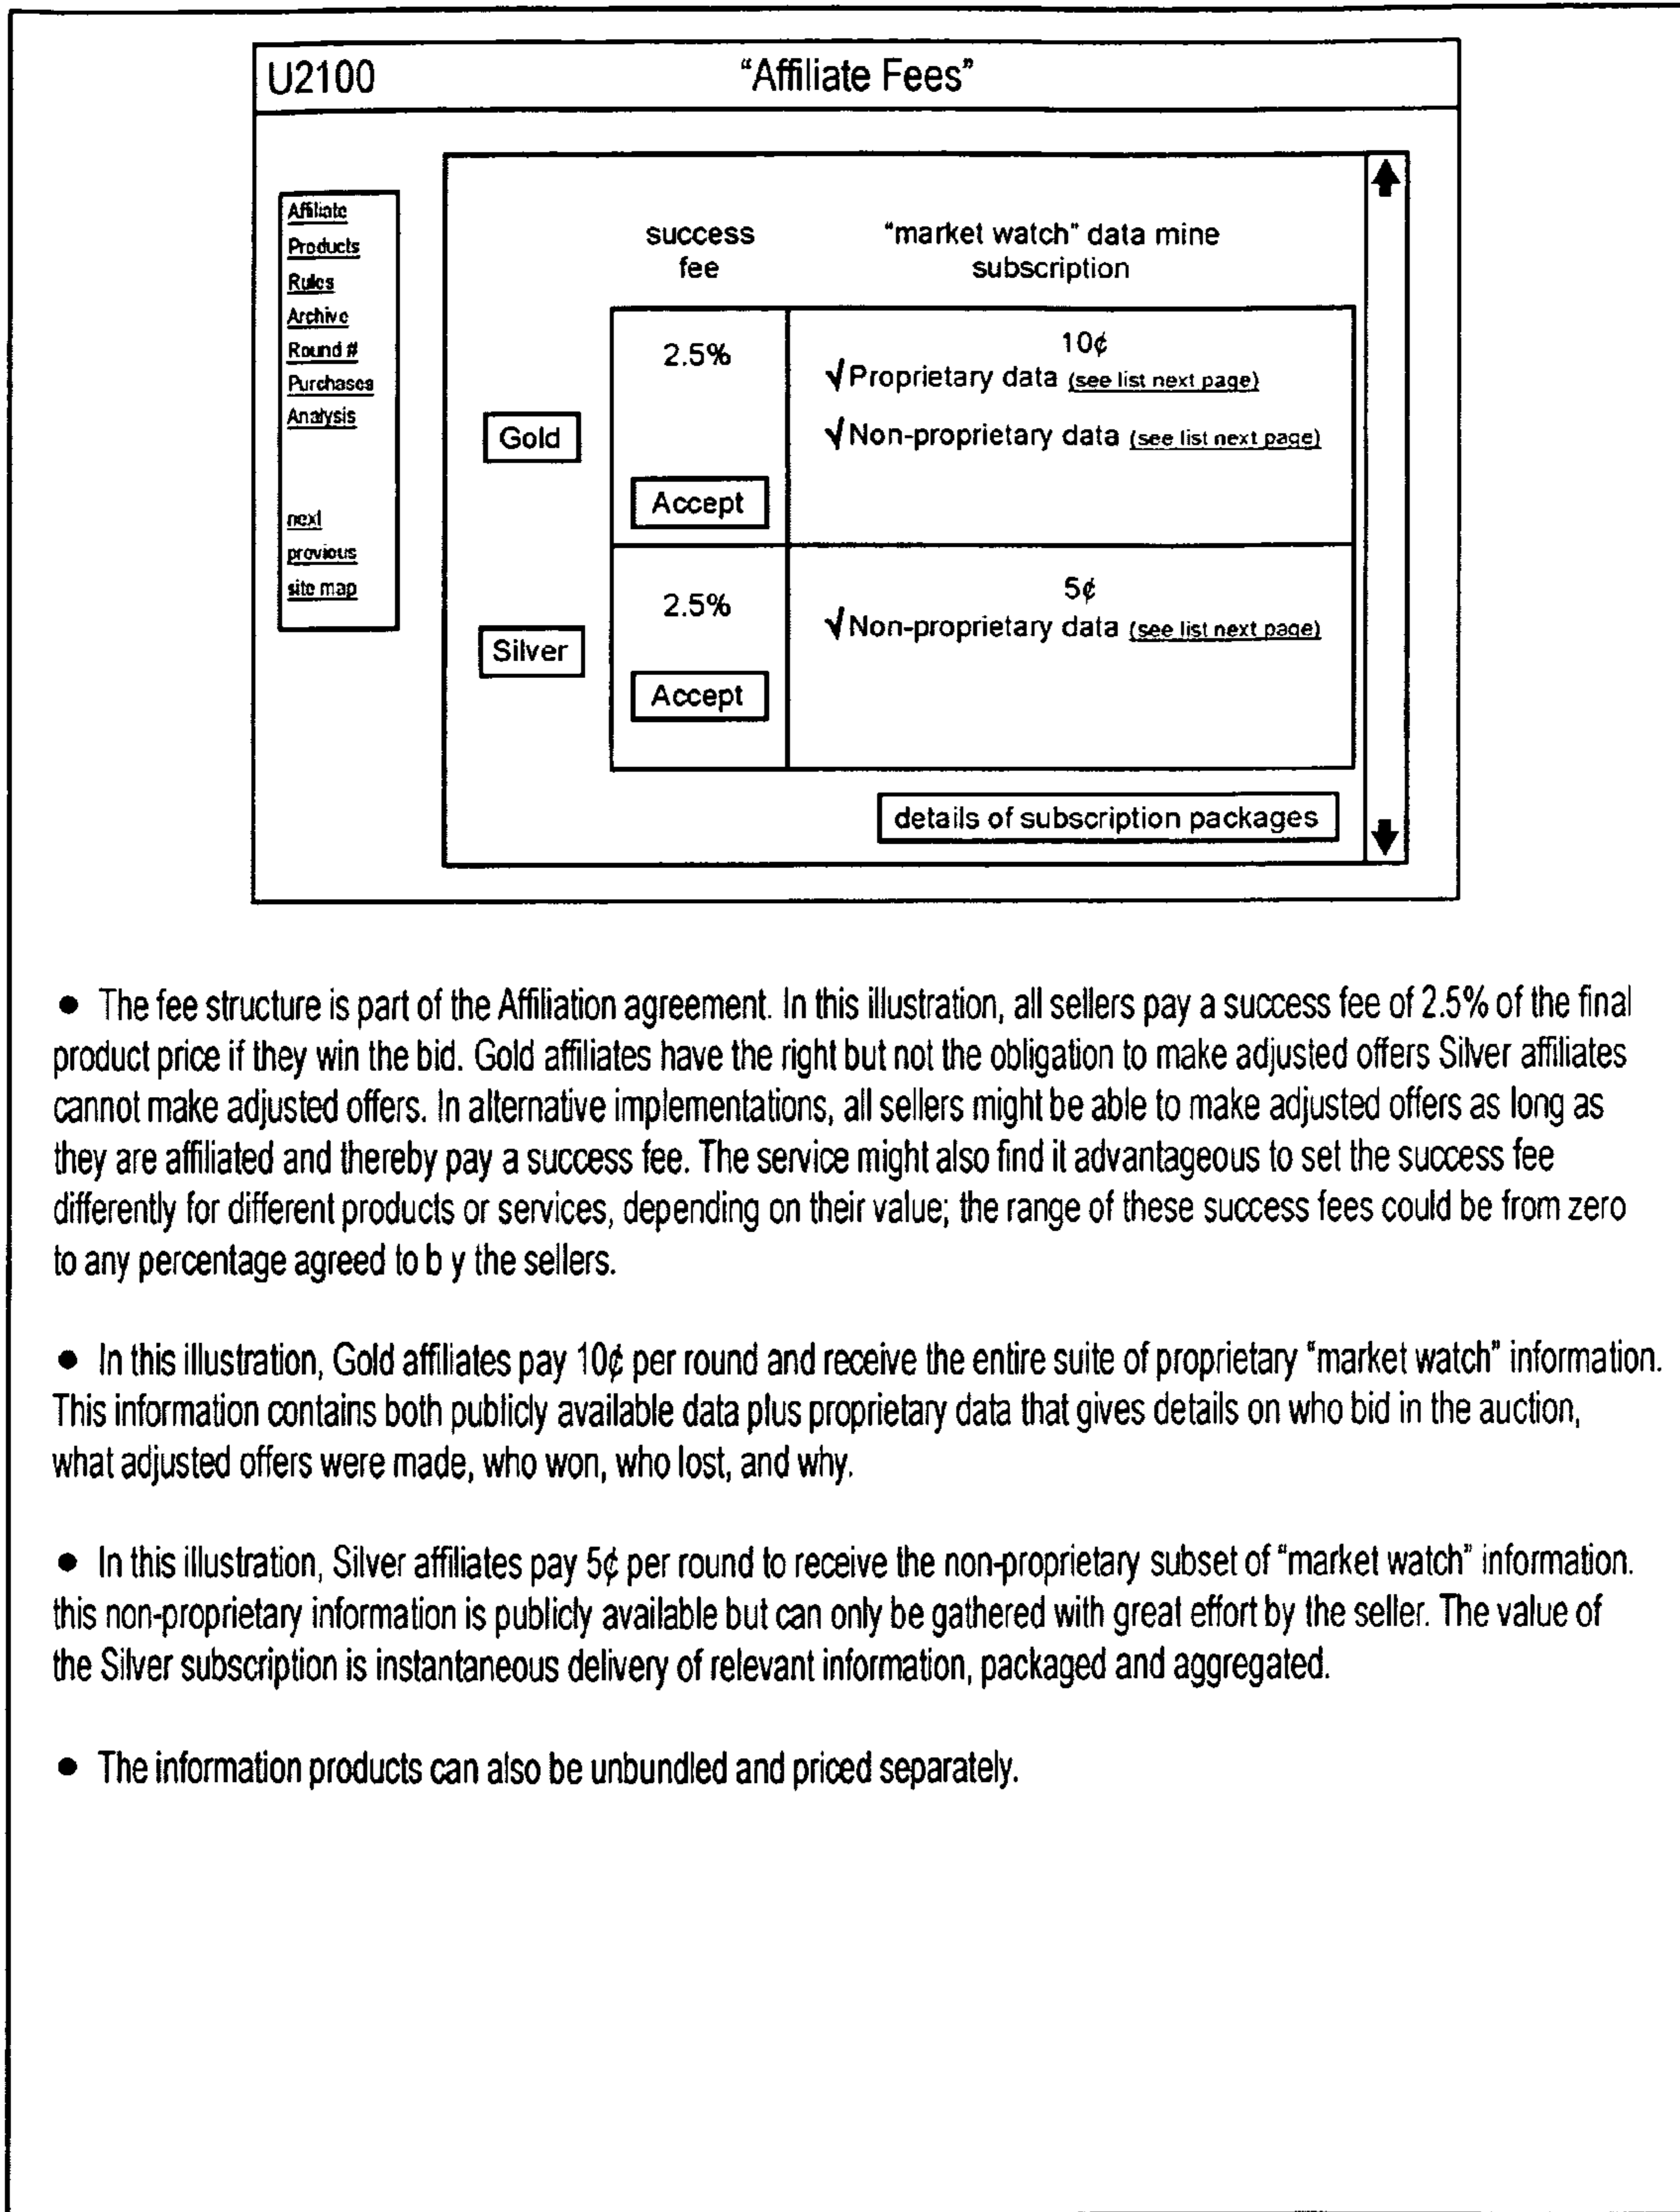 U2100 "Affiliate Fees"
Affiliate
Products
Rules
Archive
Round #
Purchases
Analysis
next
previous
site map
success "market watch" data mine
fee subscription
Gold
2.5%
Accept
10¢
√ Proprietary data (see list next page)
√ Non-proprietary data (see list next page)
Silver
2.5%
Accept
5¢
√ Non-proprietary data (see list next page)
details of subscription packages
• The fee structure is part of the Affiliation agreement. In this illustration, all sellers pay a success fee of 2.5% of the final
product price if they win the bid. Gold affiliates have the right but not the obligation to make adjusted offers Silver affiliates
cannot make adjusted offers. In alternative implementations, all sellers might be able to make adjusted offers as long as
they are affiliated and thereby pay a success fee. The service might also find it advantageous to set the success fee
differently for different products or services, depending on their value; the range of these success fees could be from zero
to any percentage agreed to b y the sellers.
• In this illustration, Gold affiliates pay 10¢ per round and receive the entire suite of proprietary "market watch" information.
This information contains both publicly available data plus proprietary data that gives details on who bid in the auction,
what adjusted offers were made, who won, who lost, and why.
• In this illustration, Silver affiliates pay 5¢ per round to receive the non-proprietary subset of "market watch" information.
this non-proprietary information is publicly available but can only be gathered with great effort by the seller. The value of
the Silver subscription is instantaneous delivery of relevant information, packaged and aggregated.
• The information products can also be unbundled and priced separately.